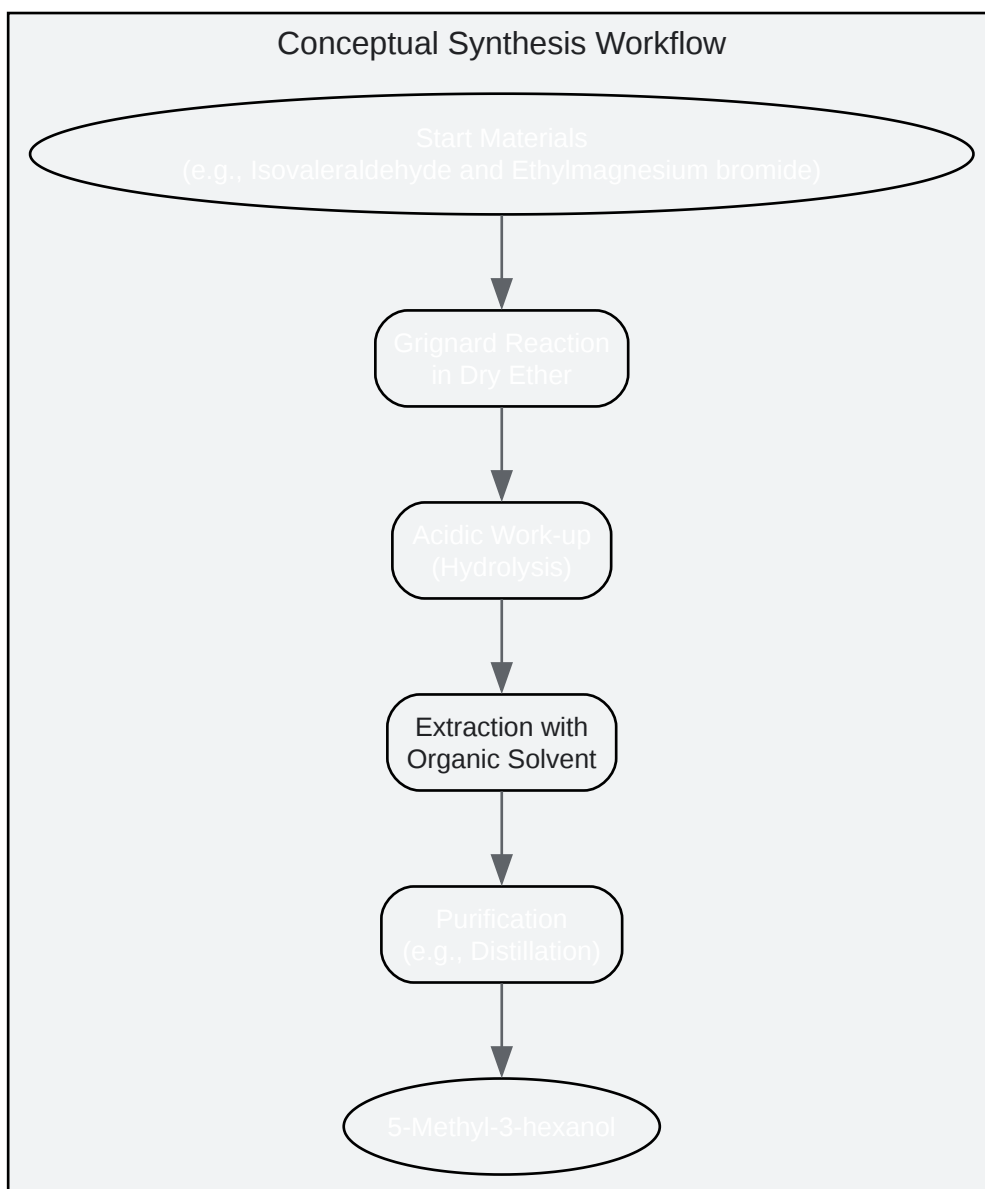 Conceptual Synthesis Workflow
Start Materials
(e.g., Isovaleraldehyde and Ethylmagnesium bromide)
Grignard Reaction
in Dry Ether
Acidic Work-up
(Hydrolysis)
Extraction with
Organic Solvent
Purification
(e.g., Distillation)
5-Methyl-3-hexanol